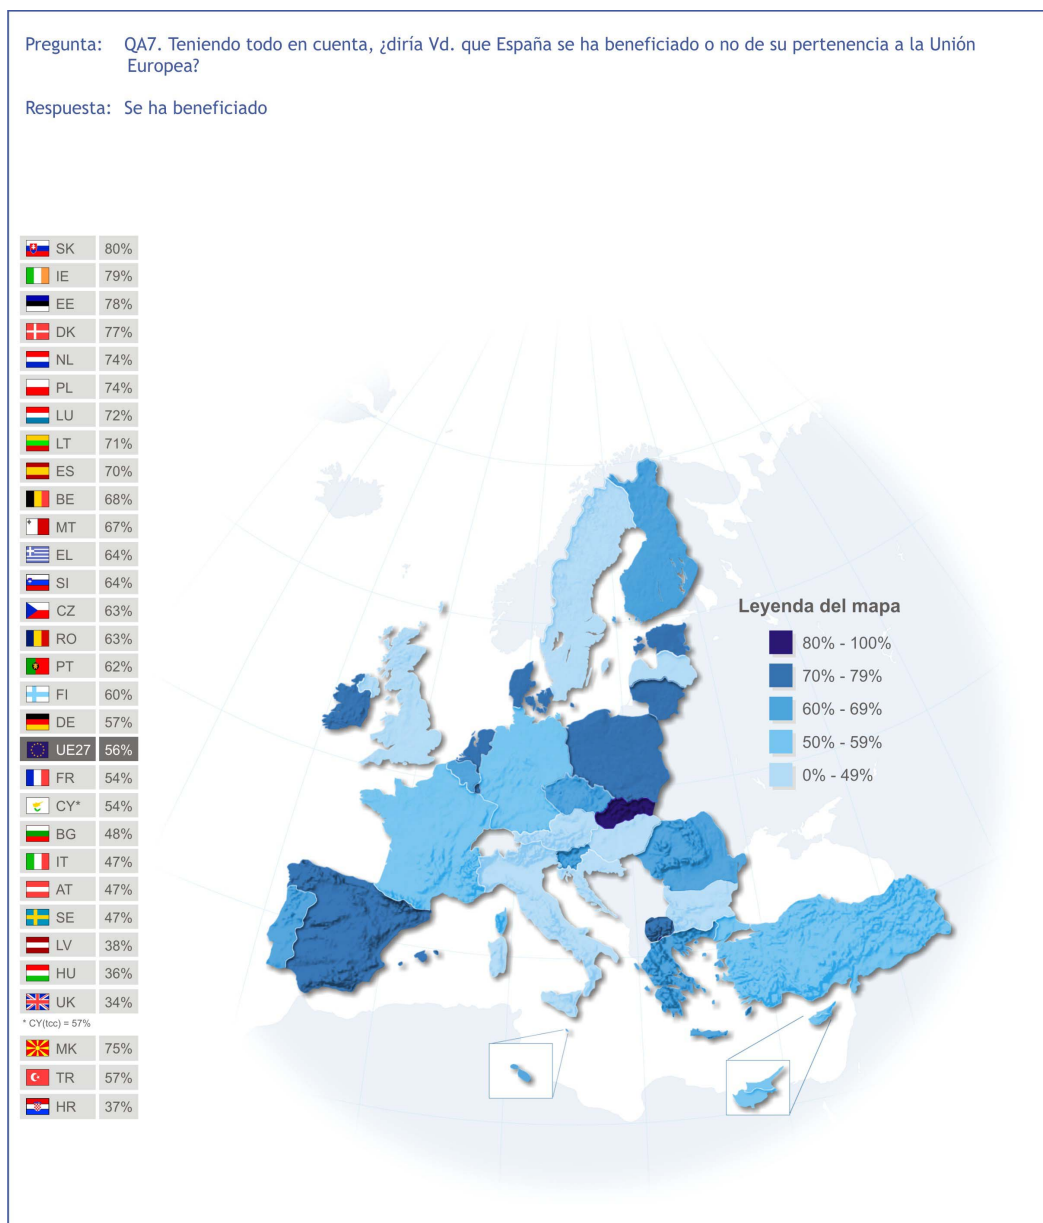 Pregunta: QA7. Teniendo todo en cuenta, ¿diría Vd. que España se ha beneficiado o no de su pertenencia a la Unión
Europea?
Respuesta: Se ha beneficiado
SK 80%
IE 79%
EE 78%
DK 77%
NL 74%
PL 74%
LU 72%
LT 71%
ES 70%
BE 68%
MT 67%
EL 64%
SI 64%
CZ 63%
RO 63%
PT 62%
FI 60%
DE 57%
UE27 56%
FR 54%
CY* 54%
BG 48%
IT 47%
AT 47%
SE 47%
LV 38%
HU 36%
UK 34%
* CY(tcc) = 57%
MK 75%
TR 57%
HR 37%
Leyenda del mapa
80% - 100%
70% - 79%
60% - 69%
50% - 59%
0% - 49%